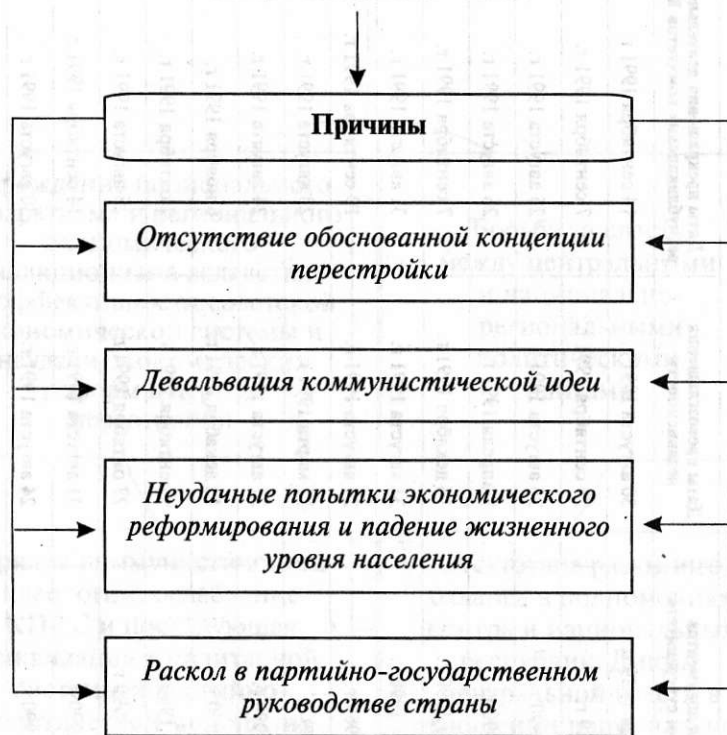 Причины
Отсутствие обоснованной концепции
перестройки
Девальвация коммунистической идеи
Неудачные попытки экономического
реформирования и падение жизненного
уровня населения
Раскол в партийно-государственном
руководстве страны